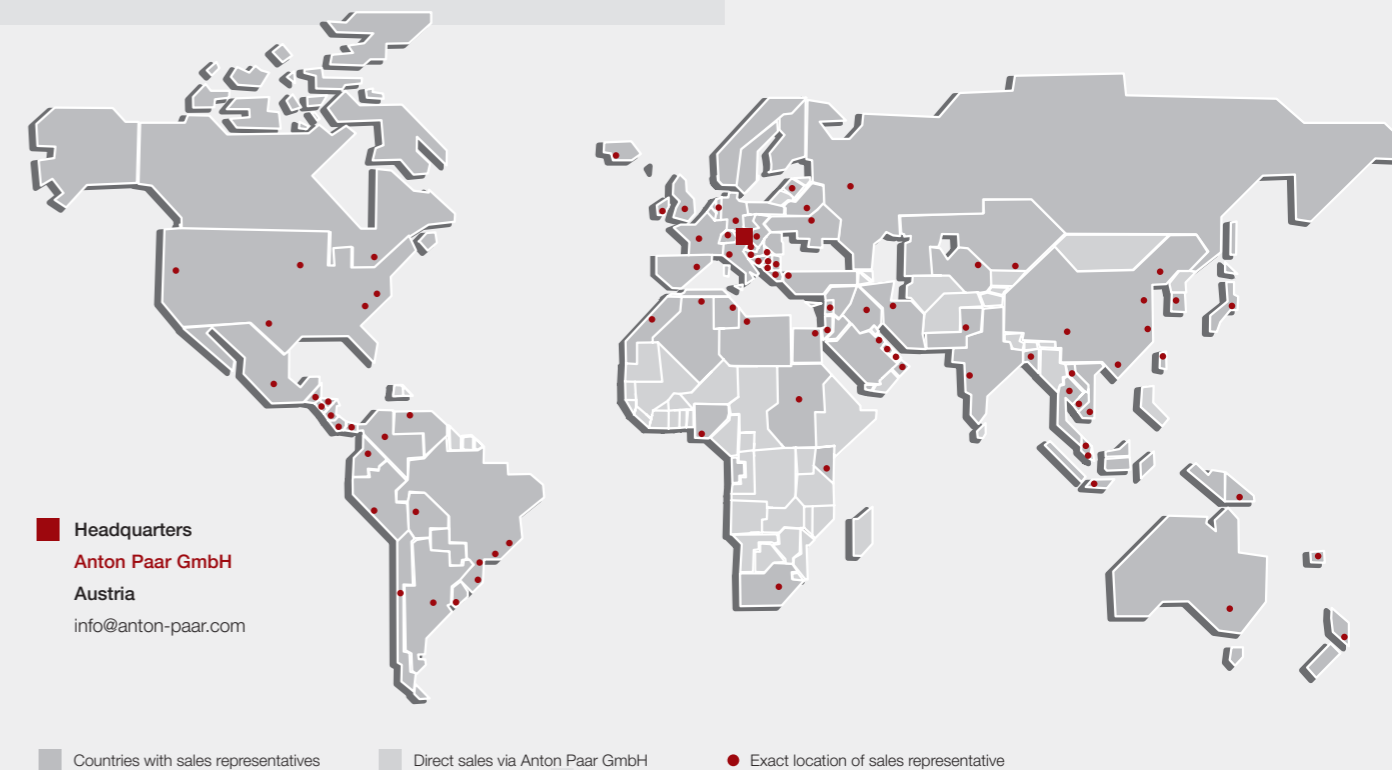 Headquarters
Anton Paar GmbH
Austria
info@anton-paar.com
Countries with sales representatives
Direct sales via Anton Paar GmbH
Exact location of sales representative